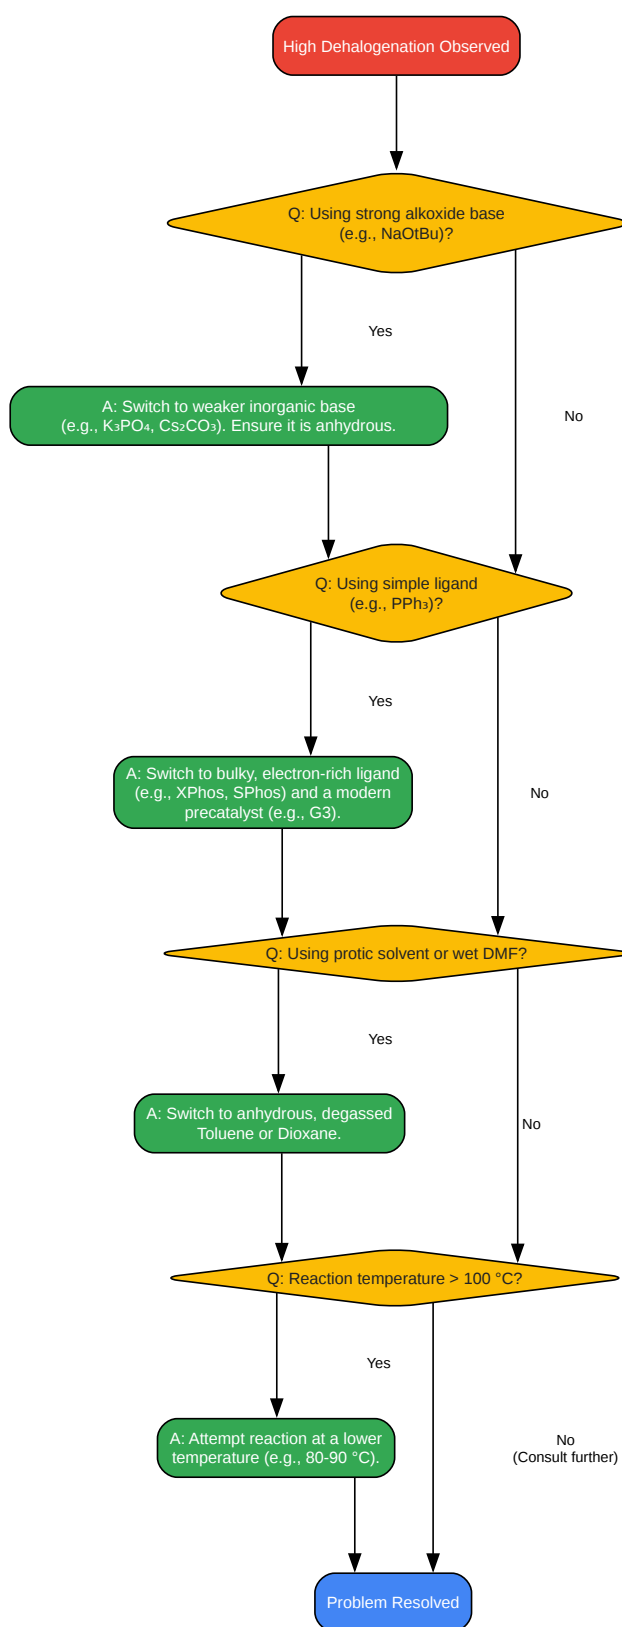 High Dehalogenation Observed
Q: Using strong alkoxide base
(e.g., NaOtBu)?
Yes
A: Switch to weaker inorganic base
(e.g., K₃PO₄, Cs₂CO₃). Ensure it is anhydrous.
No
Q: Using simple ligand
(e.g., PPh₃)?
Yes
A: Switch to bulky, electron-rich ligand
(e.g., XPhos, SPhos) and a modern
precatalyst (e.g., G3).
No
Q: Using protic solvent or wet DMF?
Yes
A: Switch to anhydrous, degassed
Toluene or Dioxane.
No
Q: Reaction temperature > 100 °C?
Yes
A: Attempt reaction at a lower
temperature (e.g., 80-90 °C).
No
(Consult further)
Problem Resolved